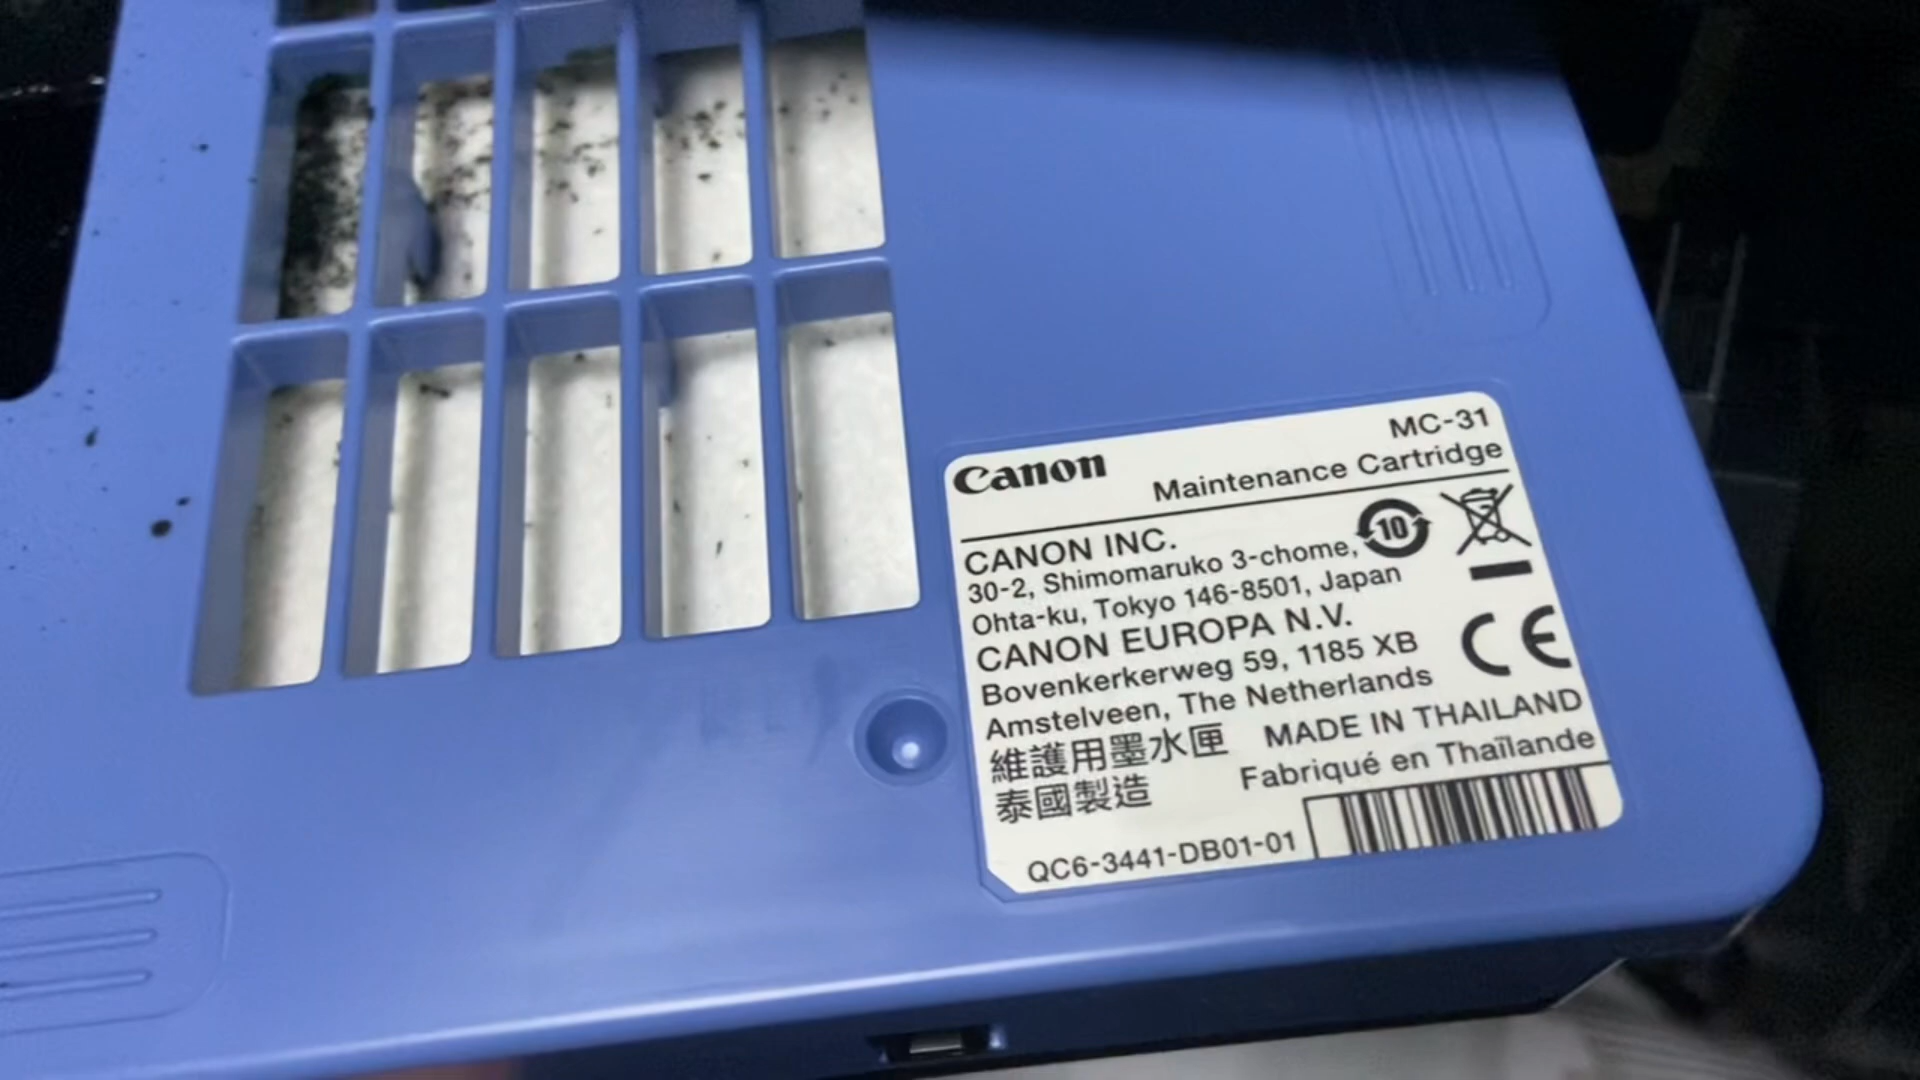 MC-31
Canon
Maintenance Cartridge
CANON INC.
30-2, Shimomaruko 3-chome,
10
Ohta-ku, Tokyo 146-8501, Japan
CANON EUROPA N.V.
Bovenkerkerweg 59, 1185 XB
CE
Amstelveen, The Netherlands
維護用墨水匣
MADE IN THAILAND
泰國製造
Fabriqué en Thaïlande
QC6-3441-DB01-01